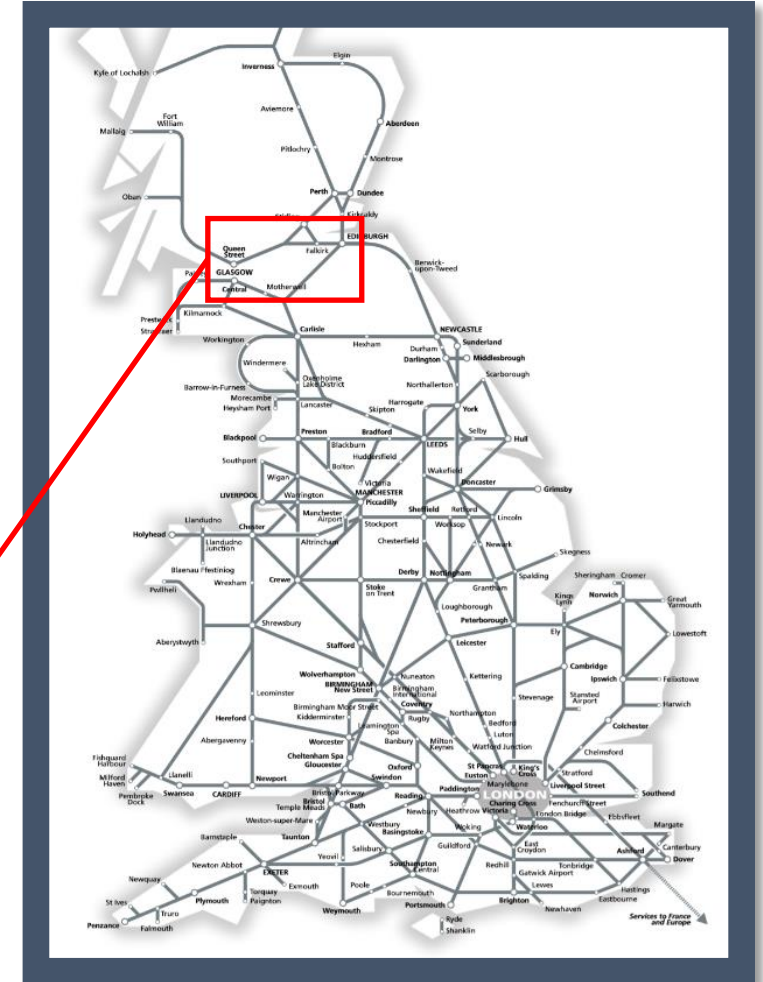 Elgin
Inverness
Kyle of Lochalsh
Aviemore
Fort
William
Aberdeen
Mallaig
Pitlochry
Montrose
Perth
Dundee
Oban
Kirkcaldy
EDINBURGH
Queen
Street
Falkirk
Berwick-
upon-Tweed
GLASGOW
Central
Motherwell
Kilmarnock
Carlisle
NEWCASTLE
Workington
Hexham
Sunderland
Durham
Darlington
Middlesbrough
Windermere
Scarborough
Oxenholme
Lake District
Northallerton
Barrow-in-Furness
Morecambe
Heysham Port
Lancaster
Harrogate
York
Skipton
Blackpool
Preston
Bradford
Selby
Hull
Blackburn
LEEDS
Huddersfield
Southport
Bolton
Wakefield
Wigan
Victoria
Doncaster
MANCHESTER
Piccadilly
Grimsby
LIVERPOOL
Warrington
Manchester
Airport
Sheffield
Retford
Lincoln
Llandudno
Stockport
Worksop
Holyhead
Chester
Llandudno
Junction
Altrincham
Chesterfield
Newark
Skegness
Blaenau Ffestiniog
Derby
Nottingham
Wrexham
Crewe
Stoke
on Trent
Grantham
Spalding
Sheringham
Cromer
Pwllheli
Kings
Lynn
Norwich
Great
Yarmouth
Loughborough
Shrewsbury
Peterborough
Ely
Lowestoft
Aberystwyth
Stafford
Leicester
Wolverhampton
Cambridge
BIRMINGHAM
New Street
Nuneaton
Kettering
Ipswich
Felixstowe
Birmingham
International
Leominster
Stevenage
Stansted
Airport
Harwich
Birmingham Moor Street
Coventry
Kidderminster
Rugby
Northampton
Hereford
Leamington
Spa
Bedford
Colchester
Abergavenny
Worcester
Banbury
Milton
Keynes
Luton
Cheltenham Spa
Watford Junction
Chelmsford
Fishguard
Harbour
Gloucester
Oxford
St Pancras
King's
Cross
Euston
Stratford
Milford
Haven
Llanelli
Swindon
Marylebone
Liverpool Street
Pembroke
Dock
Swansea
CARDIFF
Newport
Bristol Parkway
Reading
Paddington
LONDON
Southend
Bristol
Temple Meads
Bath
Newbury
Heathrow
Victoria
Charing Cross
Fenchurch Street
London Bridge
Ebbsfleet
Weston-super-Mare
Westbury
Basingstoke
Woking
Waterloo
Margate
Barnstaple
Taunton
Guildford
East
Croydon
Canterbury
Salisbury
Yeovil
Redhill
Tonbridge
Ashford
Dover
Newton Abbot
EXETER
Southampton
Central
Gatwick Airport
Newquay
Exmouth
Poole
Lewes
Hastings
Eastbourne
St Ives
Plymouth
Torquay
Paignton
Bournemouth
Truro
Weymouth
Portsmouth
Brighton
Newhaven
Penzance
Falmouth
Ryde
Shanklin
Services to France
and Europe